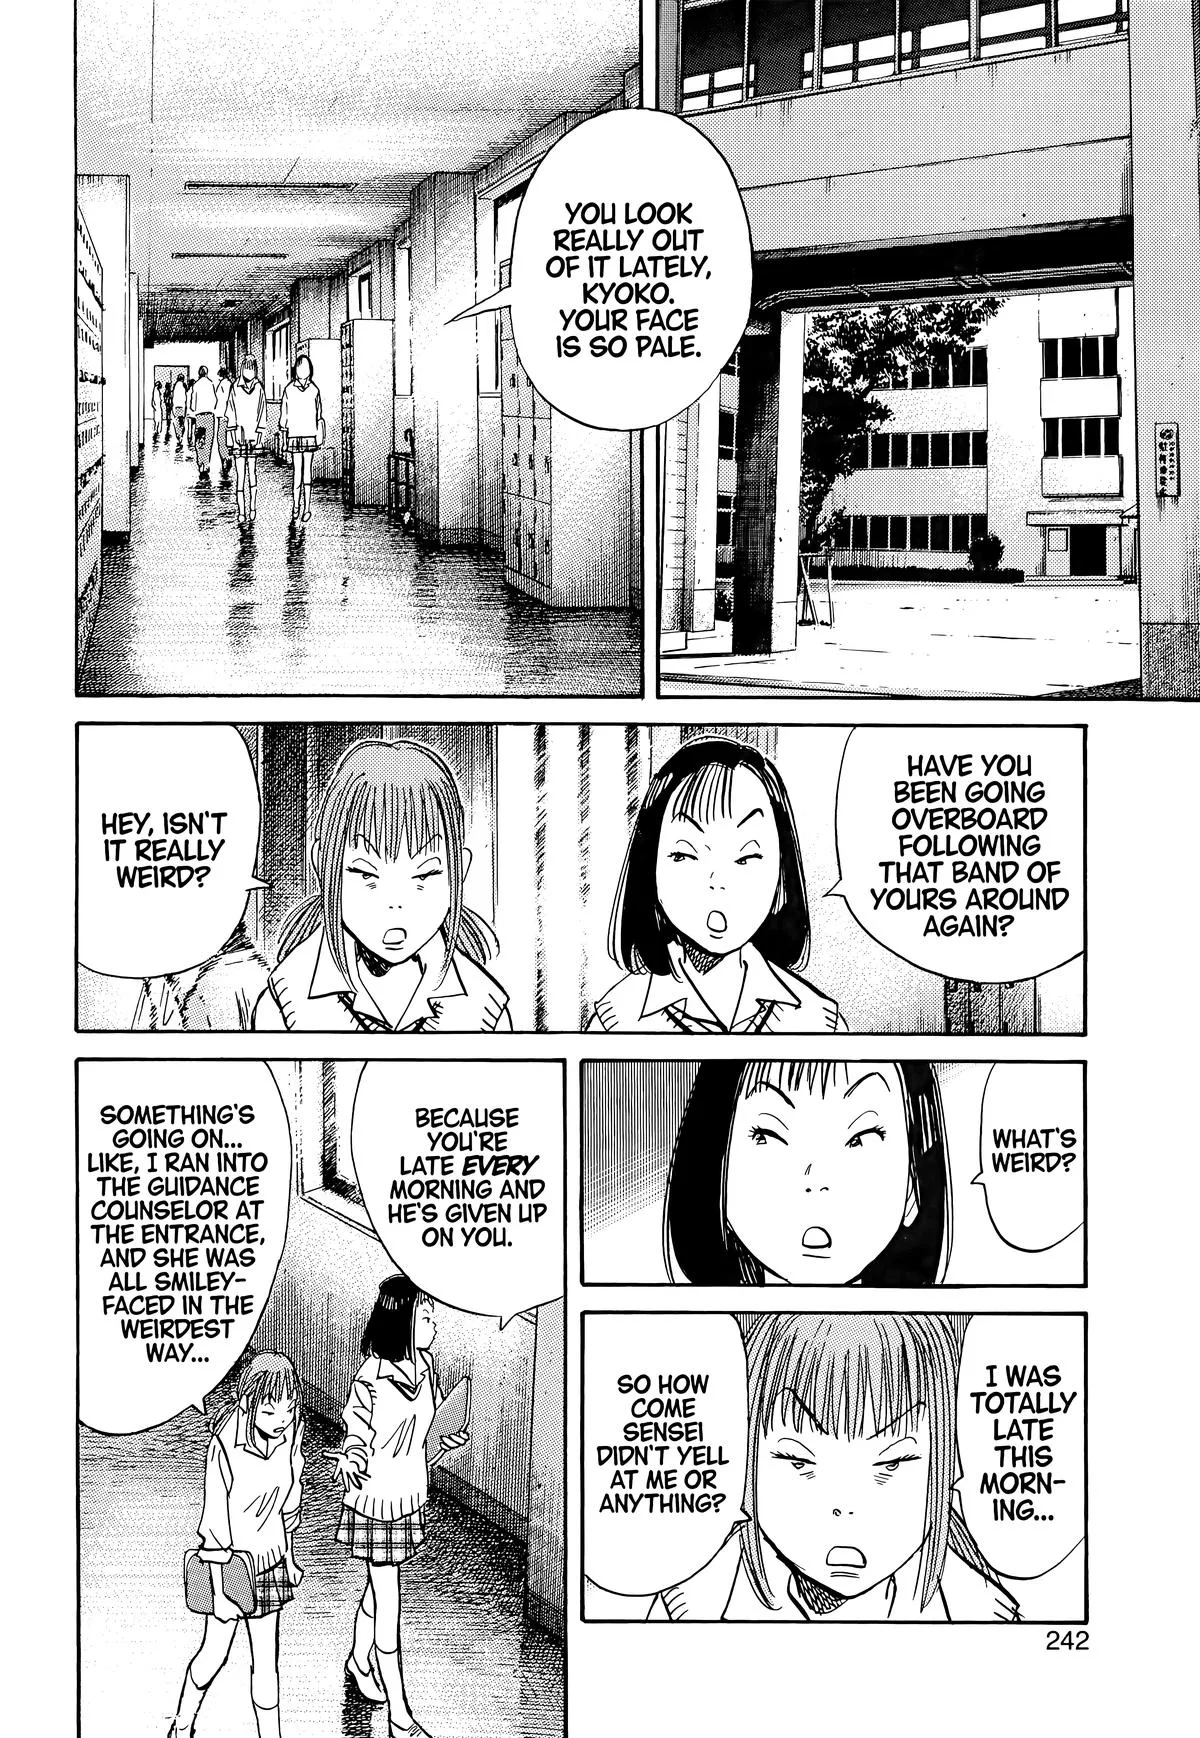 YOU LOOK
REALLY OUT
OF IT LATELY,
KYOKO.
YOUR FACE
IS SO PALE.
HAVE YOU
BEEN GOING
OVERBOARD
FOLLOWING
THAT BAND OF
YOURS AROUND
AGAIN?
HEY, ISN'T
IT REALLY
WEIRD?
WHAT'S
WEIRD?
I WAS
TOTALLY
LATE
THIS
MORN-
ING...
SO HOW
COME
SENSEI
DIDN'T YELL
AT ME OR
ANYTHING?
BECAUSE
YOU'RE
LATE EVERY
MORNING AND
HE'S GIVEN UP
ON YOU.
SOMETHING'S
GOING ON...
LIKE, I RAN INTO
THE GUIDANCE
COUNSELOR AT
THE ENTRANCE,
AND SHE WAS
ALL SMILEY-
FACED IN THE
WEIRDEST
WAY...
242